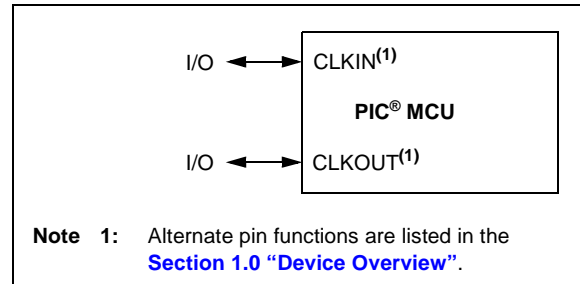 I/O CLKIN(1)
PIC® MCU
I/O CLKOUT(1)
Note 1: Alternate pin functions are listed in the
Section 1.0 “Device Overview”.